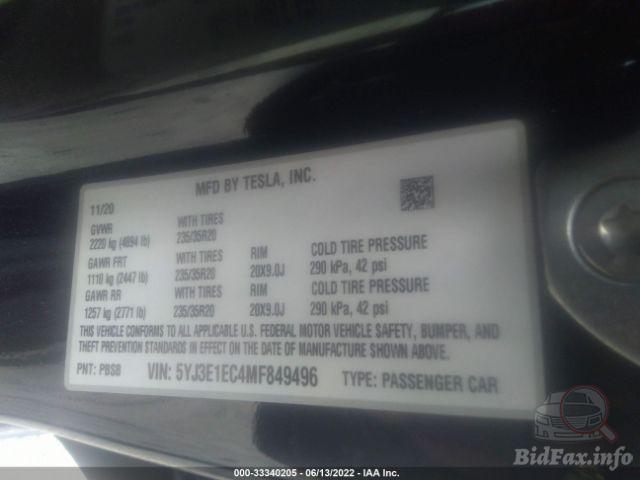 MFD BY TESLA, INC.
11/20
GVWR WITH TIRES
2220 kg (4894 lb) 235/35R20
GAWR FRT WITH TIRES RIM COLD TIRE PRESSURE
1110 kg (2447 lb) 235/35R20 20X9.0J 290 kPa, 42 psi
GAWR RR WITH TIRES RIM COLD TIRE PRESSURE
1257 kg (2771 lb) 235/35R20 20X9.0J 290 kPa, 42 psi
THIS VEHICLE CONFORMS TO ALL APPLICABLE U.S. FEDERAL MOTOR VEHICLE SAFETY, BUMPER, AND
THEFT PREVENTION STANDARDS IN EFFECT ON THE DATE OF MANUFACTURE SHOWN ABOVE.
PNT: PBSB VIN: 5YJ3E1EC4MF849496 TYPE: PASSENGER CAR
BidFax.info
000-33340205 - 06/13/2022 - IAA Inc.